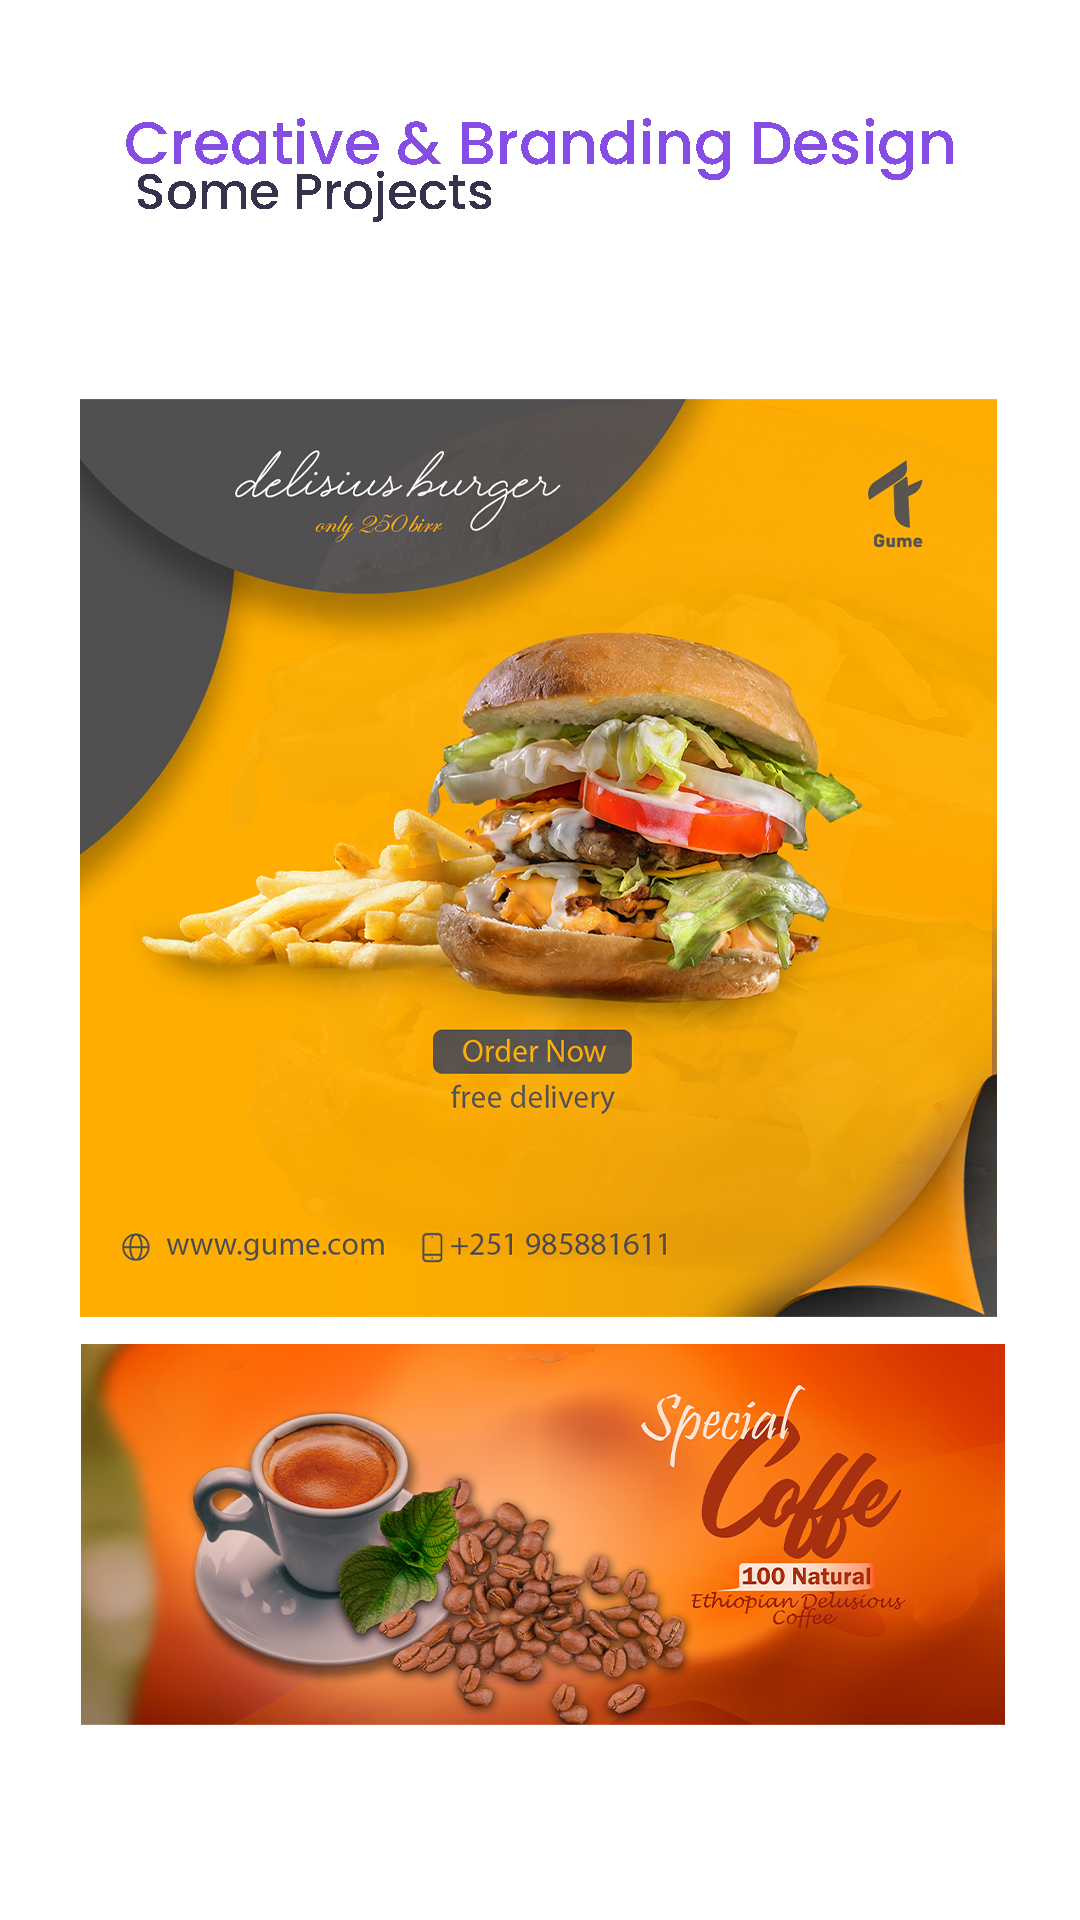 Creative & Branding Design
Some Projects
delisius burger
only 250 birr
Gume
Order Now
free delivery
www.gume.com
+251 985881611
Special
Coffe
100 Natural
Ethiopian Delusious
Coffee